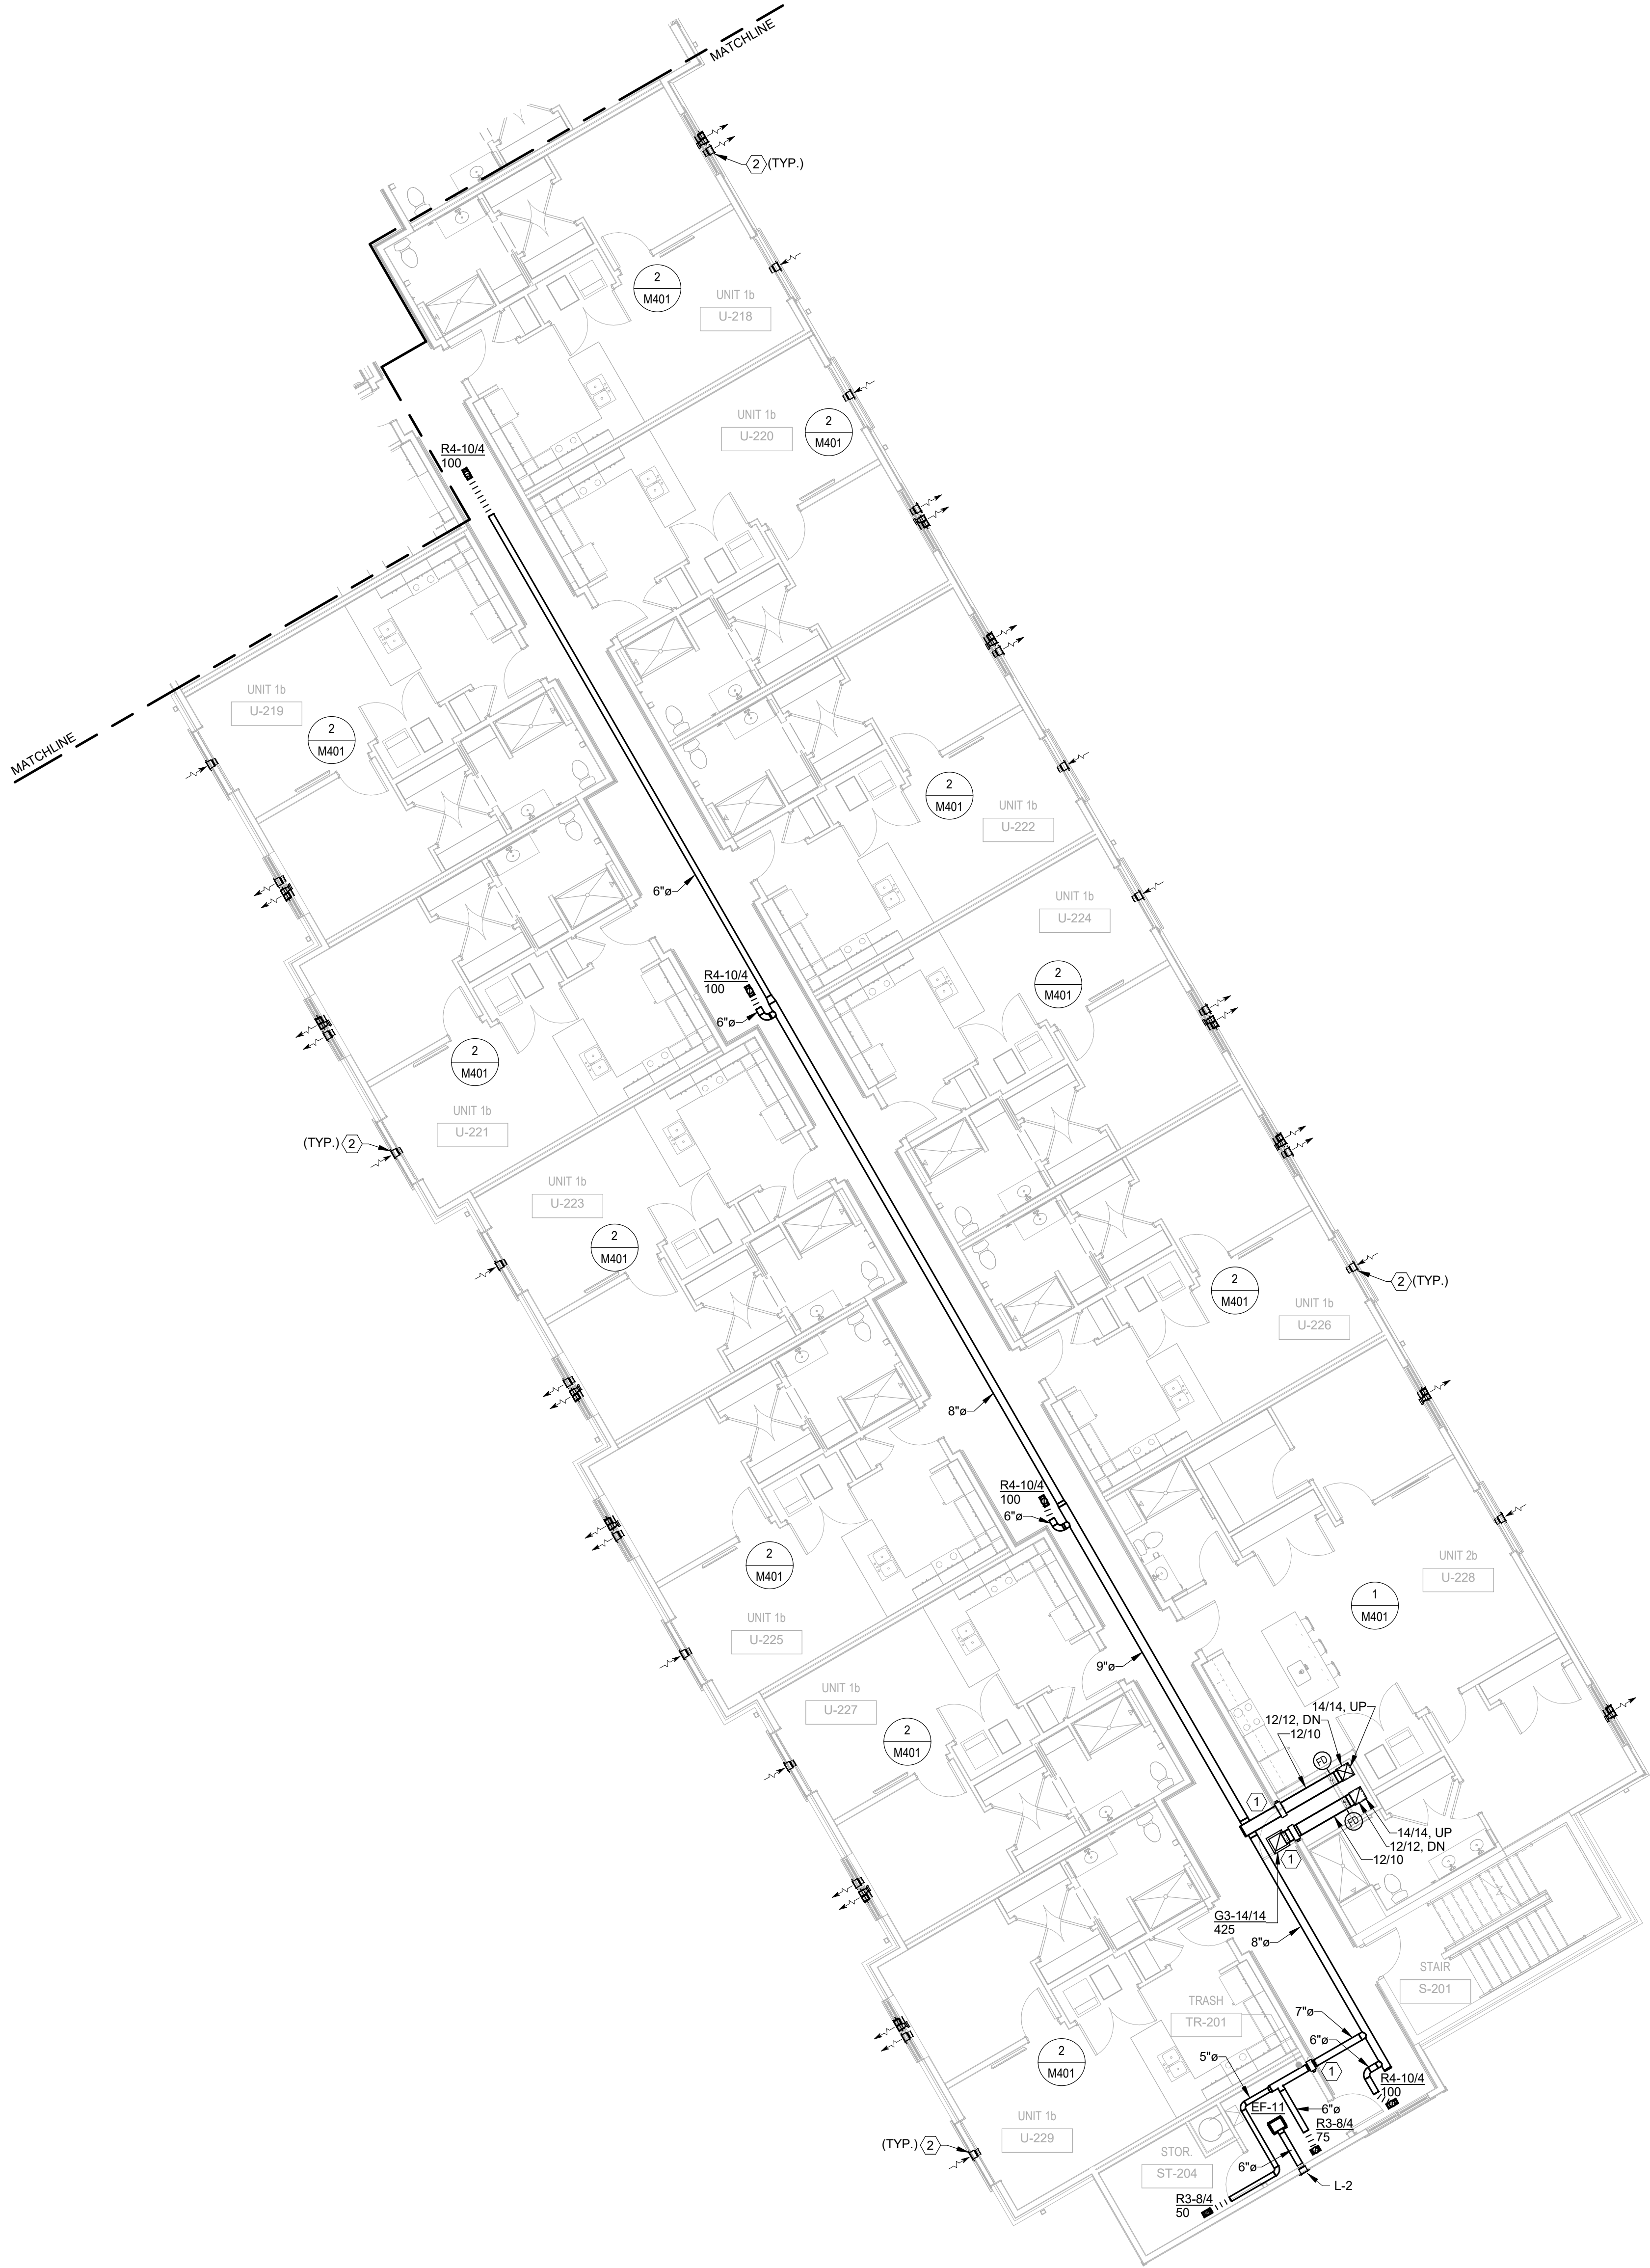 MATCHLINE
2 (TYP.)
2
M401
UNIT 1b
U-218
UNIT 1b
U-220
2
M401
R4-10/4
100
UNIT 1b
U-219
2
M401
MATCHLINE
2
M401
UNIT 1b
U-222
6"ø
UNIT 1b
U-224
R4-10/4
100
6"ø
2
M401
2
M401
UNIT 1b
U-221
(TYP.) 2
UNIT 1b
U-223
2
M401
2
M401
2 (TYP.)
UNIT 1b
U-226
8"ø
R4-10/4
100
6"ø
2
M401
UNIT 2b
U-228
1
M401
UNIT 1b
U-225
9"ø
UNIT 1b
U-227
2
M401
14/14, UP
12/12, DN
12/10
FD
1
FD
14/14, UP
12/12, DN
12/10
1
G3-14/14
425
8"ø
STAIR
S-201
TRASH
TR-201
7"ø
6"ø
2
M401
5"ø
1
R4-10/4
100
EF-11
6"ø
R3-8/4
75
UNIT 1b
U-229
(TYP.) 2
STOR.
ST-204
6"ø
L-2
R3-8/4
50